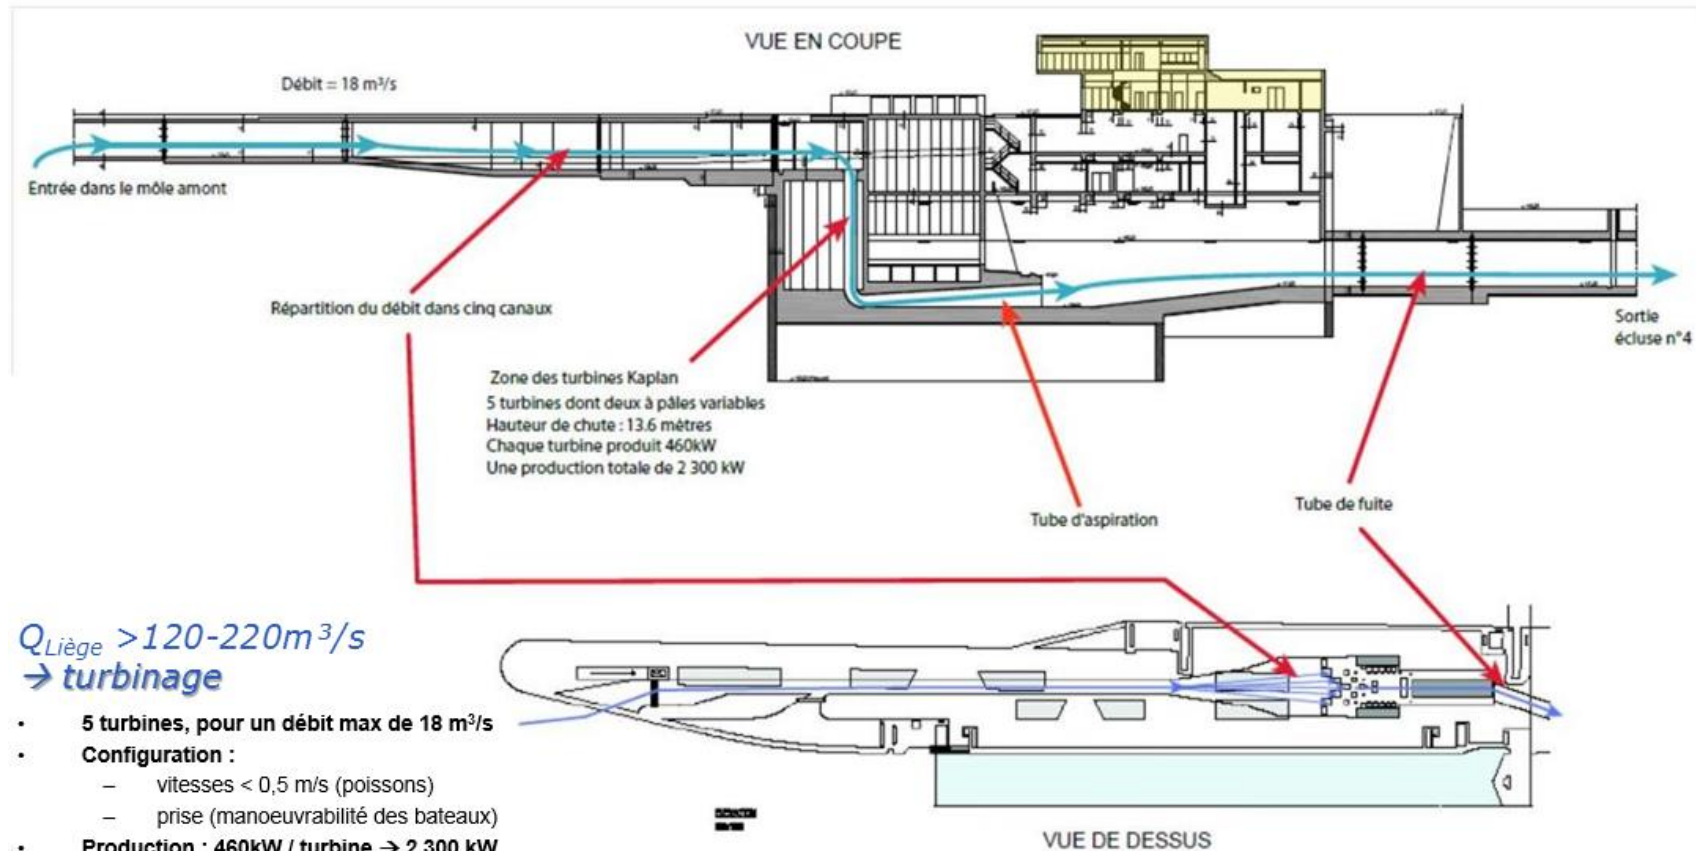 VUE EN COUPE
Débit = 18 m³/s
Entrée dans le môle amont
Répartition du débit dans cinq canaux
Zone des turbines Kaplan
5 turbines dont deux à pâles variables
Hauteur de chute : 13.6 mètres
Chaque turbine produit 460kW
Une production totale de 2 300 kW
Tube d'aspiration
Tube de fuite
Sortie
écluse n°4
QLiège >120-220m³/s
→ turbinage
• 5 turbines, pour un débit max de 18 m³/s
• Configuration :
– vitesses < 0,5 m/s (poissons)
– prise (manoeuvrabilité des bateaux)
• Production : 460kW / turbine → 2 300 kW
VUE DE DESSUS